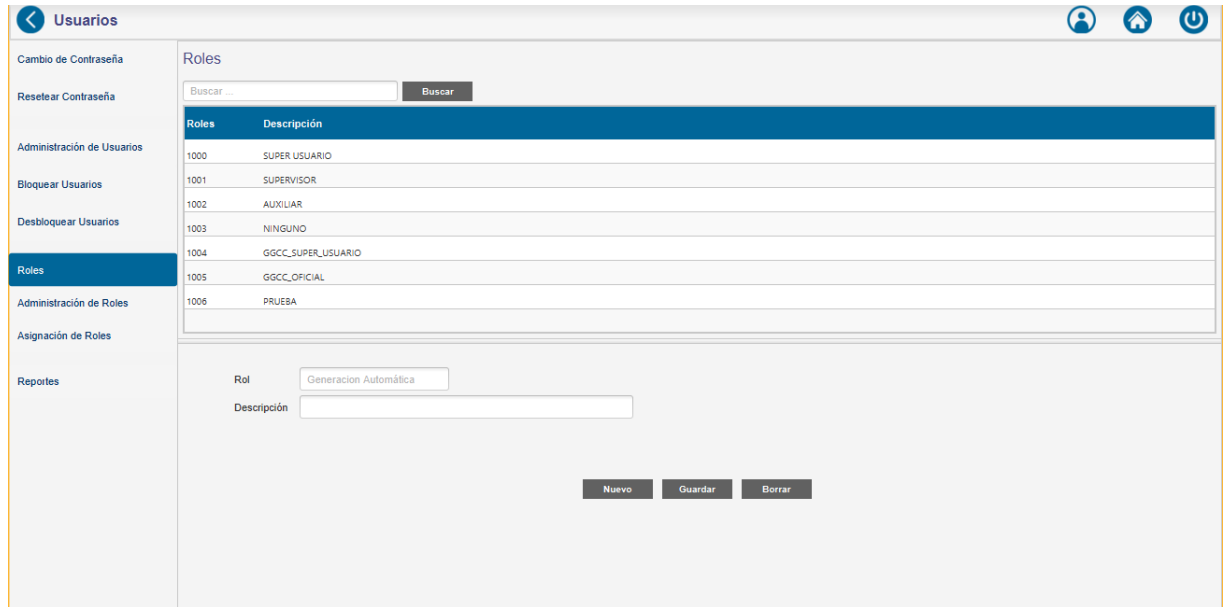 Usuarios
Cambio de Contraseña
Resetear Contraseña
Administración de Usuarios
Bloquear Usuarios
Desbloquear Usuarios
Roles
Administración de Roles
Asignación de Roles
Reportes
Roles
Buscar ...
Buscar
Roles Descripción
1000 SUPER USUARIO
1001 SUPERVISOR
1002 AUXILIAR
1003 NINGUNO
1004 GGCC_SUPER_USUARIO
1005 GGCC_OFICIAL
1006 PRUEBA
Rol Generacion Automática
Descripción
Nuevo Guardar Borrar